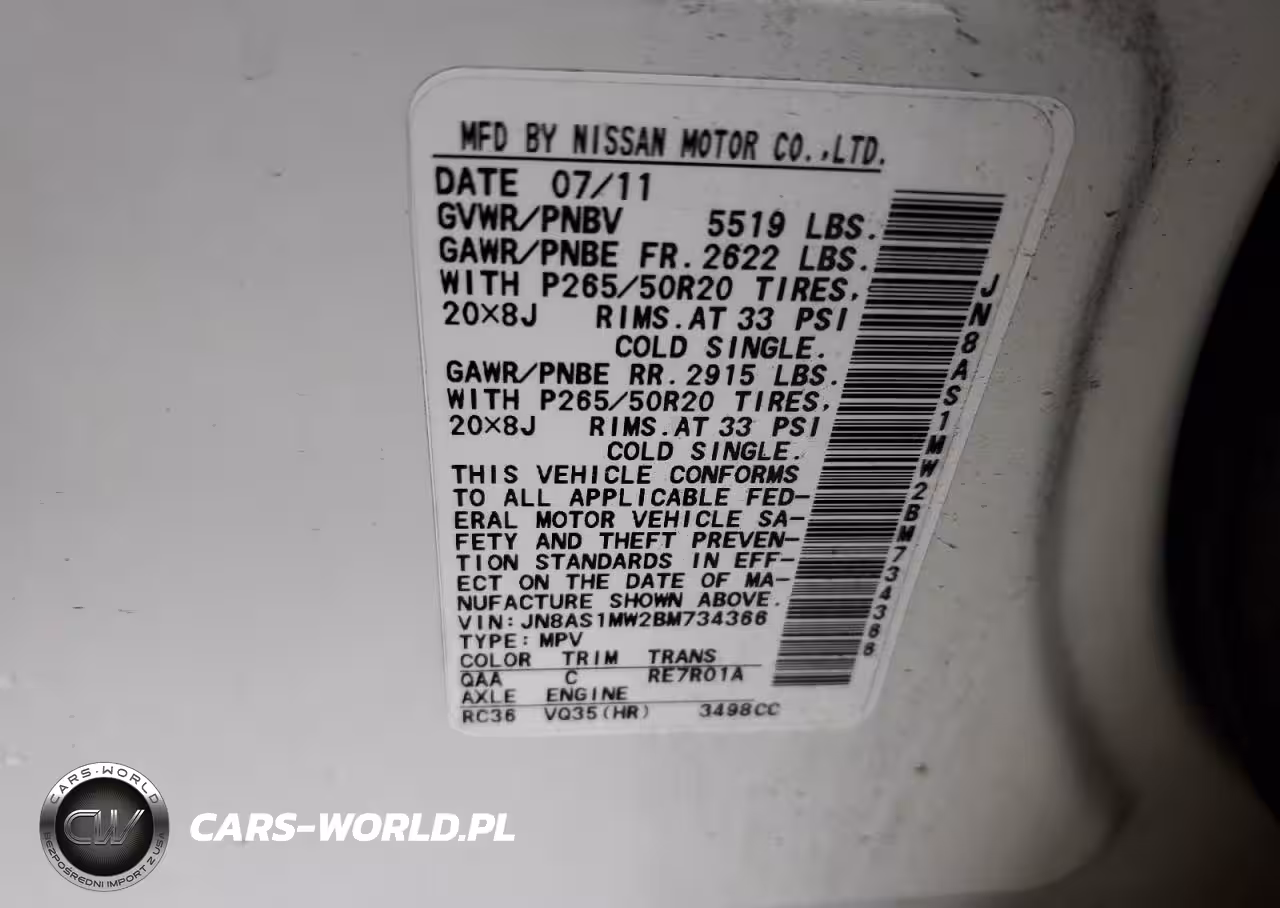 MFD BY NISSAN MOTOR CO.,LTD.
DATE 07/11
GVWR/PNBV 5519 LBS.
GAWR/PNBE FR. 2622 LBS.
WITH P265/50R20 TIRES,
20×8J RIMS. AT 33 PSI
COLD SINGLE.
GAWR/PNBE RR. 2915 LBS.
WITH P265/50R20 TIRES,
20×8J RIMS. AT 33 PSI
COLD SINGLE.
THIS VEHICLE CONFORMS
TO ALL APPLICABLE FED-
ERAL MOTOR VEHICLE SA-
FETY AND THEFT PREVEN-
TION STANDARDS IN EFF-
ECT ON THE DATE OF MA-
NUFACTURE SHOWN ABOVE.
VIN: JN8AS1MW2BM734366
TYPE: MPV
COLOR TRIM TRANS
QAA C RE7R01A
AXLE ENGINE
RC36 VQ35(HR) 3498CC
JN8AS1MW2BM734366
CARS-WORLD
CW
BEZPOŚREDNI IMPORT Z USA
CARS-WORLD.PL